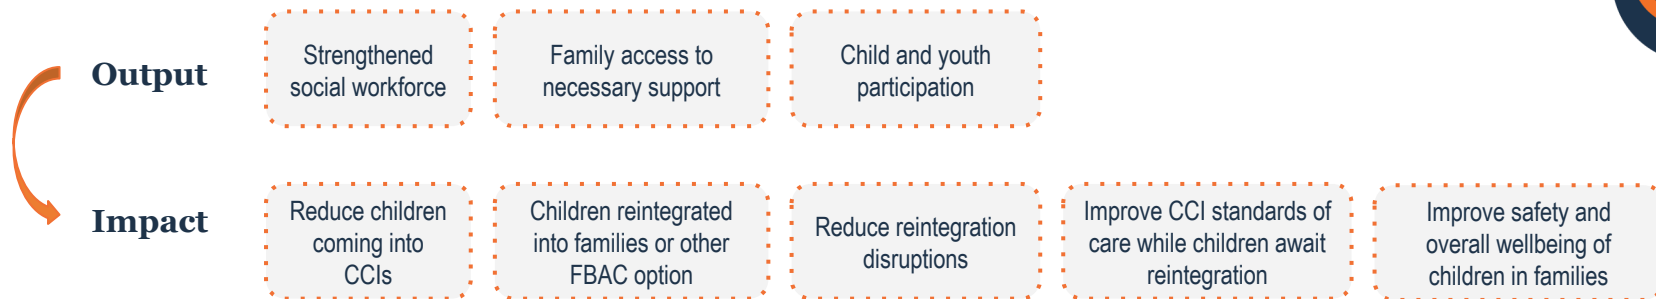 Output
Strengthened
social workforce
Family access to
necessary support
Child and youth
participation
Impact
Reduce children
coming into
CCIs
Children reintegrated
into families or other
FBAC option
Reduce reintegration
disruptions
Improve CCI standards of
care while children await
reintegration
Improve safety and
overall wellbeing of
children in families